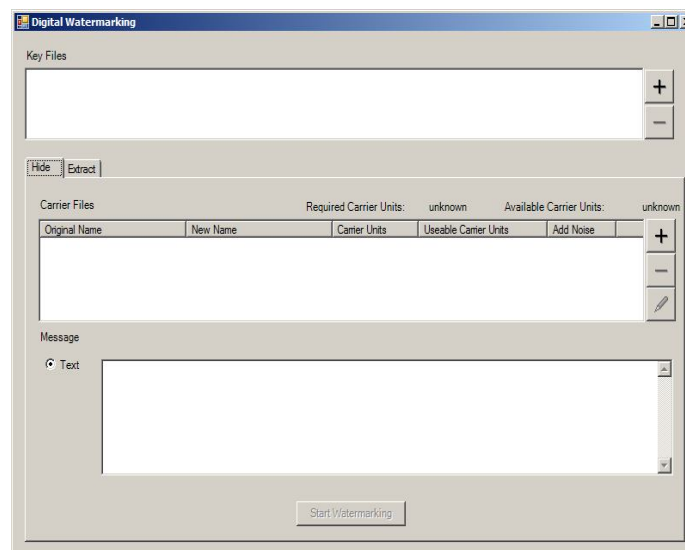 Digital Watermarking
Key Files
Hide Extract
Carrier Files Required Carrier Units: unknown Available Carrier Units: unknown
Original Name New Name Carrier Units Useable Carrier Units Add Noise
Message
Text
Start Watermarking